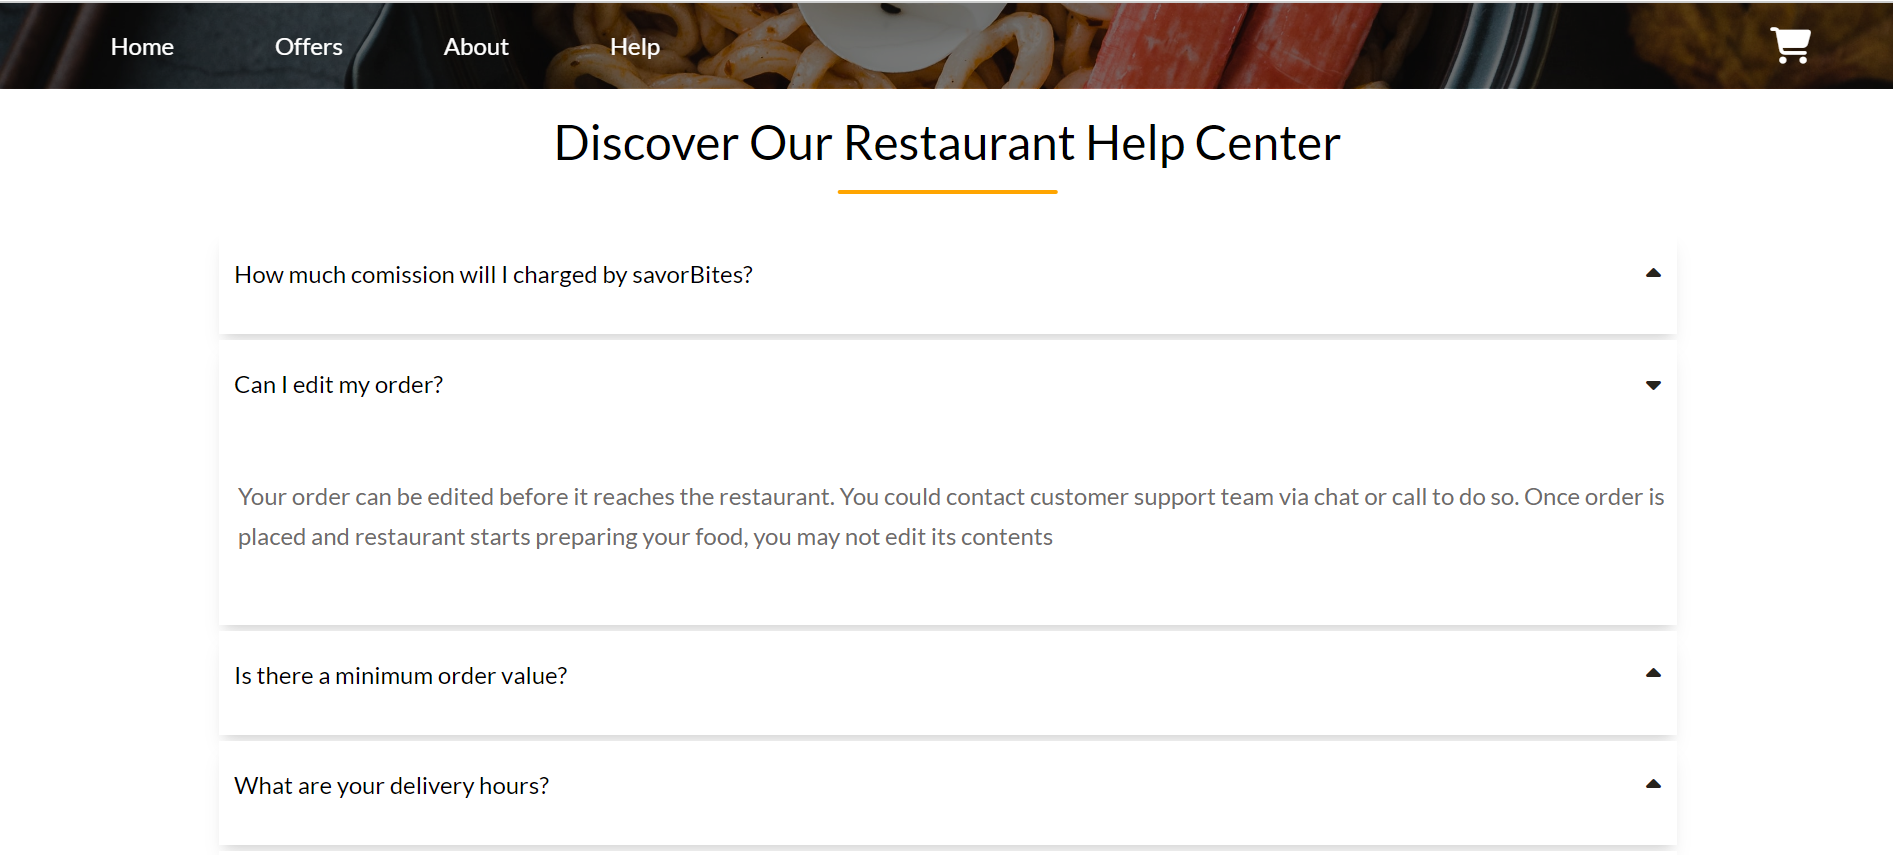 Home Offers About Help
Discover Our Restaurant Help Center
How much comission will I charged by savorBites?
Can I edit my order?
Your order can be edited before it reaches the restaurant. You could contact customer support team via chat or call to do so. Once order is
placed and restaurant starts preparing your food, you may not edit its contents
Is there a minimum order value?
What are your delivery hours?